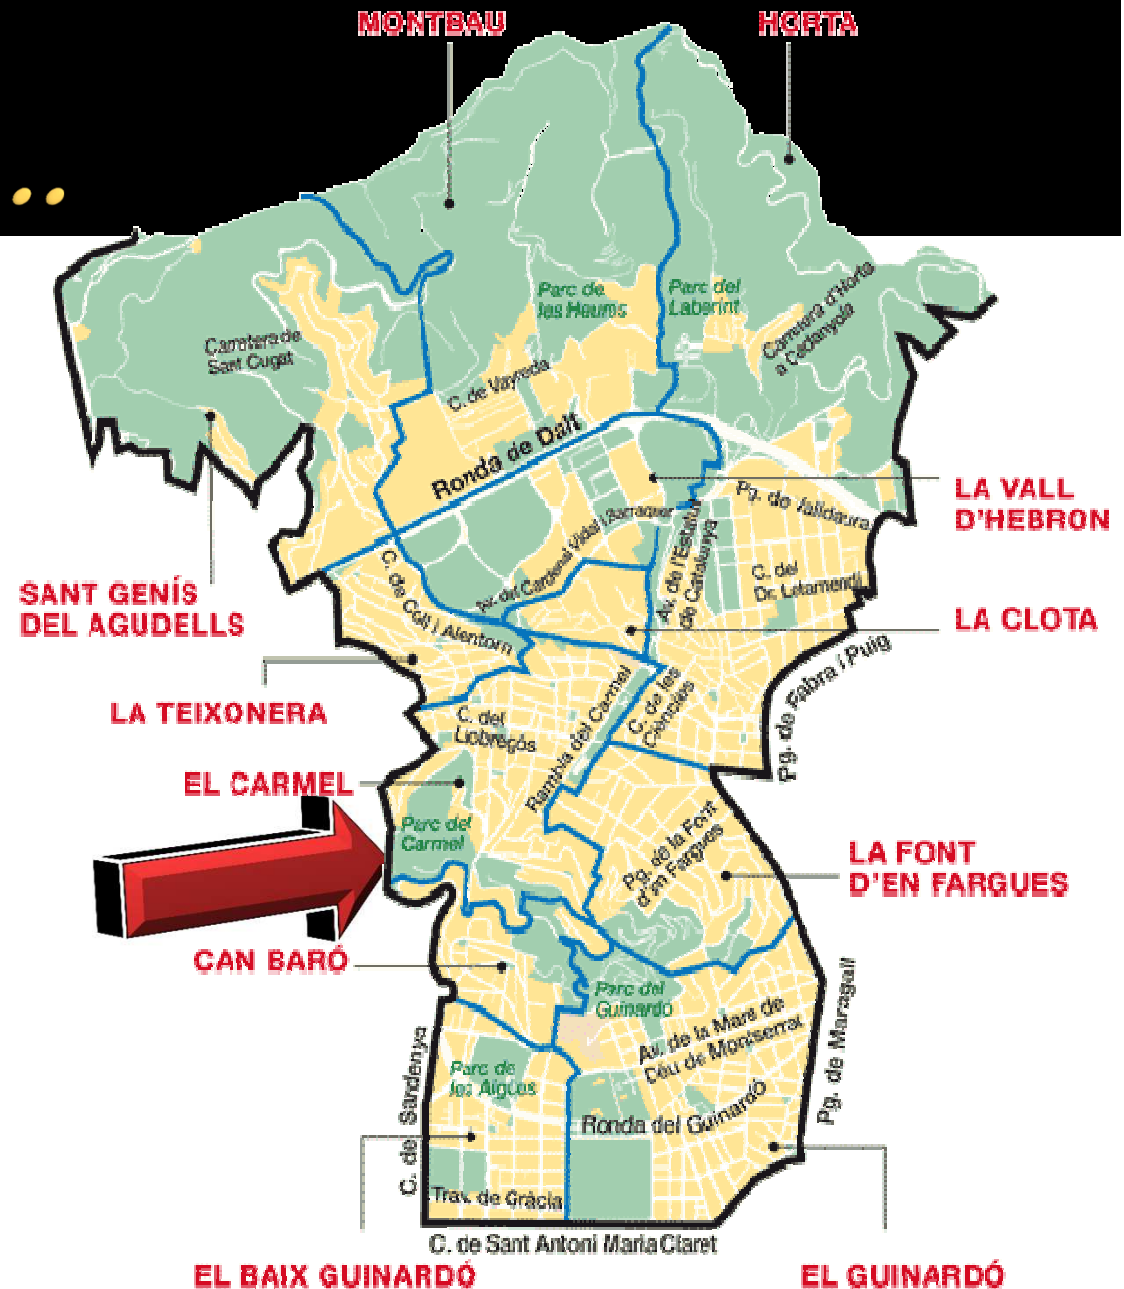 MONTBAU
HORTA
Parc de
les Heures
Parc del
Laberint
Carretera d'Horta
a Cerdanyola
Carretera de
Sant Cugat
C. de Vayreda
Ronda de Dalt
LA VALL
D'HEBRON
Pg. de Valldaura
Av. del Cardenal Vidal i Barraquer
Av. de l'Estatut
de Catalunya
C. del
Dr. Letamendi
SANT GENÍS
DEL AGUDELLS
C. de Coll i Alentorn
LA CLOTA
Pg. de Fabra i Puig
LA TEIXONERA
C. del
Llobregós
Rambla del Carmel
C. de les
Ciències
EL CARMEL
Parc del
Carmel
Pg. de la Font
d'en Fargues
LA FONT
D'EN FARGUES
CAN BARÓ
Parc del
Guinardó
Av. de la Mare de
Déu de Montserrat
Pg. de Maragall
C. de Sardenya
Parc de
les Aigües
Ronda del Guinardó
Trav. de Gràcia
C. de Sant Antoni Maria Claret
EL BAIX GUINARDÓ
EL GUINARDÓ